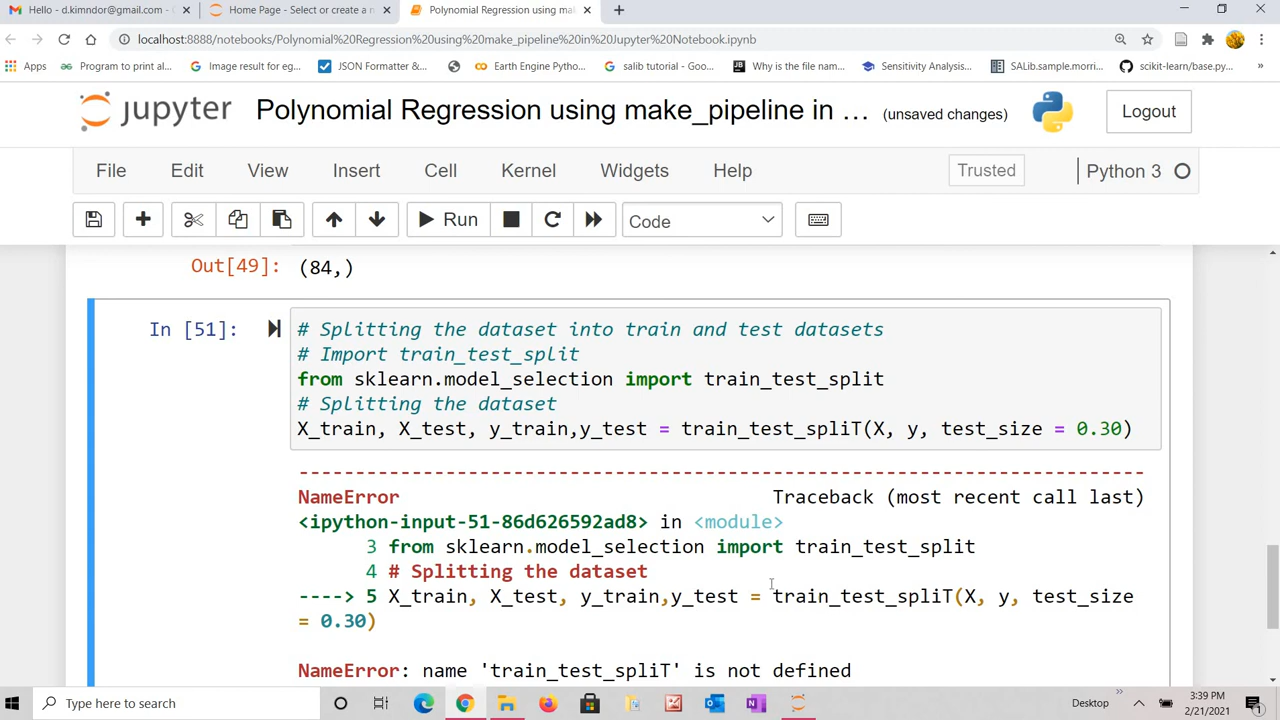 Hello - d.kimndor@gmail.com - G
Home Page - Select or create a n
Polynomial Regression using mak
localhost:8888/notebooks/Polynomial%20Regression%20using%20make_pipeline%20in%20Jupyter%20Notebook.ipynb
Apps
Program to print al...
Image result for eg...
JSON Formatter &...
Earth Engine Pytho...
salib tutorial - Goo...
Why is the file nam...
Sensitivity Analysis...
SALib.sample.morri...
scikit-learn/base.py...
»
jupyter
Polynomial Regression using make_pipeline in ...
(unsaved changes)
Logout
File
Edit
View
Insert
Cell
Kernel
Widgets
Help
Trusted
Python 3
Run
Code
Out[49]: (84,)
In [51]:
# Splitting the dataset into train and test datasets
# Import train_test_split
from sklearn.model_selection import train_test_split
# Splitting the dataset
X_train, X_test, y_train,y_test = train_test_spliT(X, y, test_size = 0.30)
---------------------------------------------------------------------------
NameError Traceback (most recent call last)
<ipython-input-51-86d626592ad8> in <module>
3 from sklearn.model_selection import train_test_split
4 # Splitting the dataset
----> 5 X_train, X_test, y_train,y_test = train_test_spliT(X, y, test_size
= 0.30)
NameError: name 'train_test_spliT' is not defined
Type here to search
Desktop
»
3:39 PM
2/21/2021